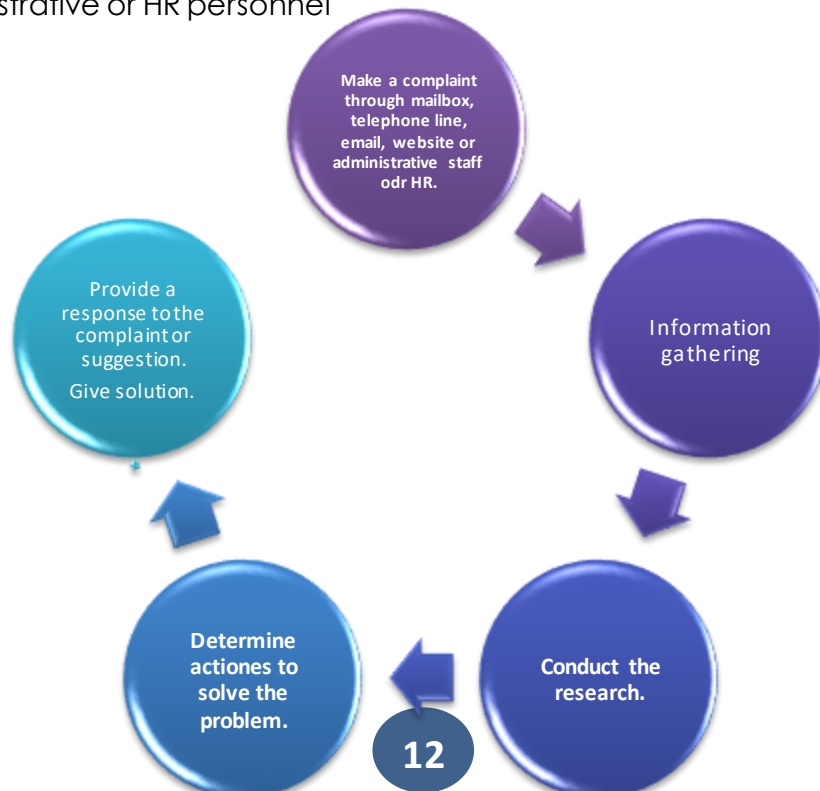 strative or HR personnel
Make a complaint
through mailbox,
telephone line,
email, website or
administrative staff
odr HR.
Information
gathering
Conduct the
research.
Determine
actiones to
solve the
problem.
Provide a
response to the
complaint or
suggestion.
Give solution.
12